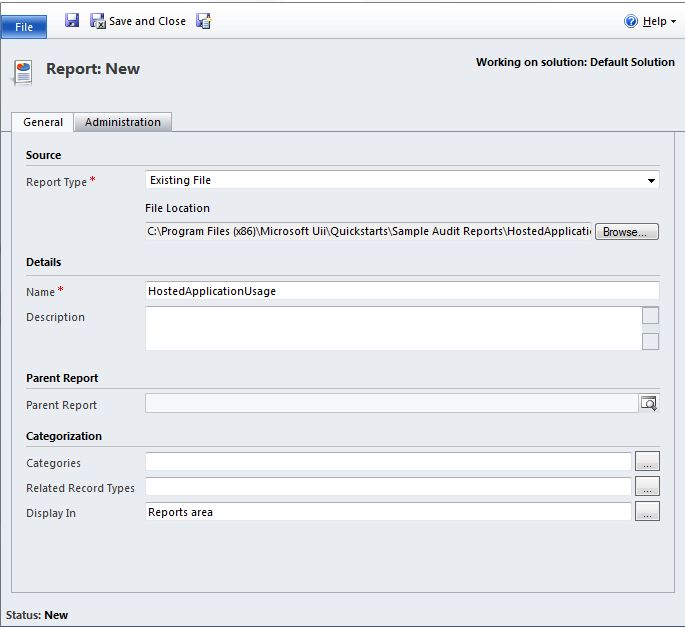 File
Save and Close
Help
Report: New
Working on solution: Default Solution
General
Administration
Source
Report Type *
Existing File
File Location
C:\Program Files (x86)\Microsoft Uii\Quickstarts\Sample Audit Reports\HostedApplicati
Browse...
Details
Name *
HostedApplicationUsage
Description
Parent Report
Parent Report
Categorization
Categories
...
Related Record Types
...
Display In
Reports area
...
Status: New